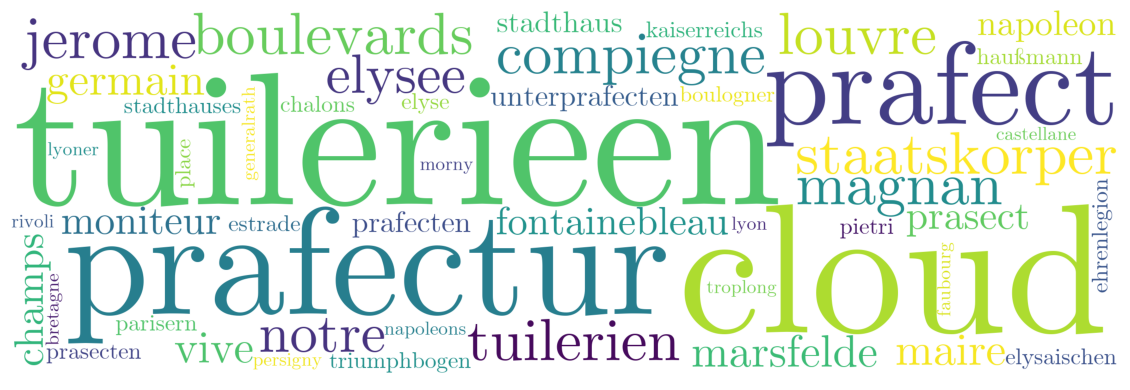 jerome
boulevards
stadthaus
kaiserreichs
louvre
napoleon
germain
elysee
compiegne
haußmann
stadthauses
chalons
elyse
unterprafecten
boulogner
prafect
generalrath
tuilerieen
lyoner
place
morny
castellane
staatskorper
magnan
rivoli
moniteur
estrade
prafecten
fontainebleau
lyon
pietri
prasect
ehrenlegion
champs
bretagne
prafectur
cloud
troplong
faubourg
parisern
notre
napoleons
tuilerien
prasecten
vive
persigny
triumphbogen
marsfelde
maire
elysaischen